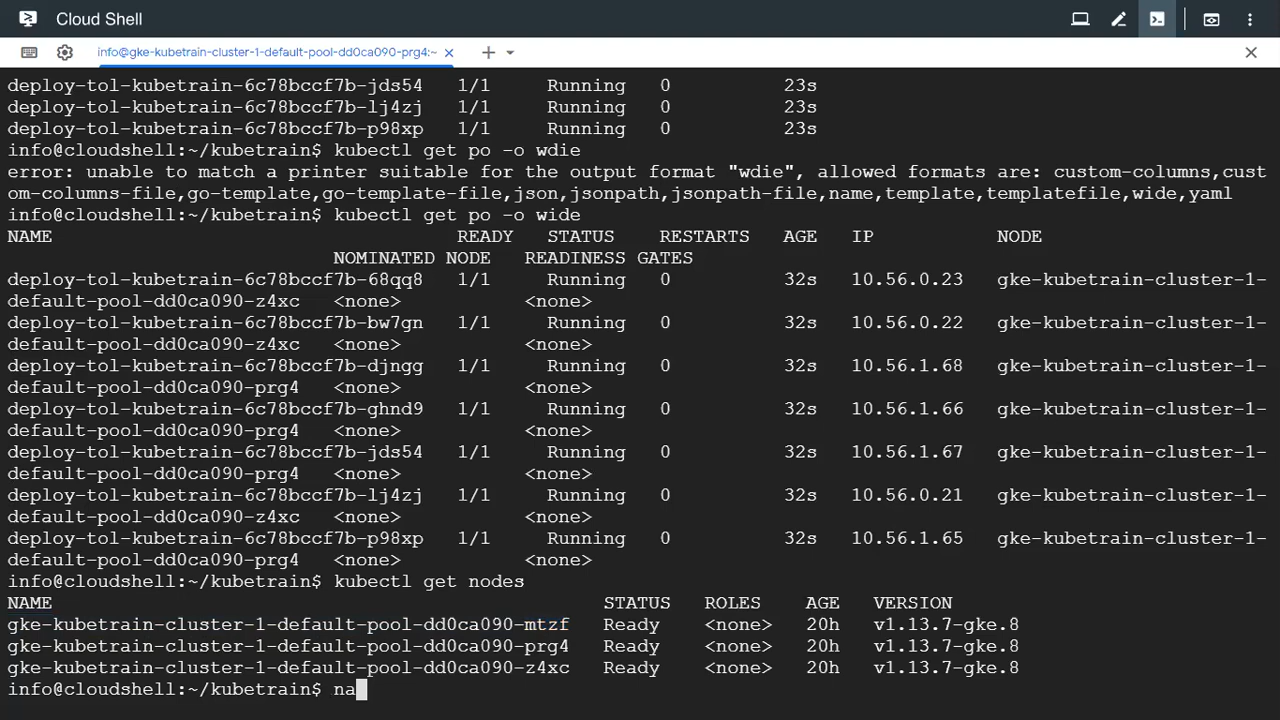 Cloud Shell
info@gke-kubetrain-cluster-1-default-pool-dd0ca090-prg4:~
deploy-tol-kubetrain-6c78bccf7b-jds54   1/1     Running   0          23s
deploy-tol-kubetrain-6c78bccf7b-lj4zj   1/1     Running   0          23s
deploy-tol-kubetrain-6c78bccf7b-p98xp   1/1     Running   0          23s
info@cloudshell:~/kubetrain$ kubectl get po -o wdie
error: unable to match a printer suitable for the output format "wdie", allowed formats are: custom-columns,cust
om-columns-file,go-template,go-template-file,json,jsonpath,jsonpath-file,name,template,templatefile,wide,yaml
info@cloudshell:~/kubetrain$ kubectl get po -o wide
NAME                                    READY   STATUS    RESTARTS   AGE   IP           NODE
NOMINATED NODE   READINESS GATES
deploy-tol-kubetrain-6c78bccf7b-68qq8   1/1     Running   0          32s   10.56.0.23   gke-kubetrain-cluster-1-
default-pool-dd0ca090-z4xc   <none>           <none>
deploy-tol-kubetrain-6c78bccf7b-bw7gn   1/1     Running   0          32s   10.56.0.22   gke-kubetrain-cluster-1-
default-pool-dd0ca090-z4xc   <none>           <none>
deploy-tol-kubetrain-6c78bccf7b-djngg   1/1     Running   0          32s   10.56.1.68   gke-kubetrain-cluster-1-
default-pool-dd0ca090-prg4   <none>           <none>
deploy-tol-kubetrain-6c78bccf7b-ghnd9   1/1     Running   0          32s   10.56.1.66   gke-kubetrain-cluster-1-
default-pool-dd0ca090-prg4   <none>           <none>
deploy-tol-kubetrain-6c78bccf7b-jds54   1/1     Running   0          32s   10.56.1.67   gke-kubetrain-cluster-1-
default-pool-dd0ca090-prg4   <none>           <none>
deploy-tol-kubetrain-6c78bccf7b-lj4zj   1/1     Running   0          32s   10.56.0.21   gke-kubetrain-cluster-1-
default-pool-dd0ca090-z4xc   <none>           <none>
deploy-tol-kubetrain-6c78bccf7b-p98xp   1/1     Running   0          32s   10.56.1.65   gke-kubetrain-cluster-1-
default-pool-dd0ca090-prg4   <none>           <none>
info@cloudshell:~/kubetrain$ kubectl get nodes
NAME                                                 STATUS   ROLES    AGE   VERSION
gke-kubetrain-cluster-1-default-pool-dd0ca090-mtzf   Ready    <none>   20h   v1.13.7-gke.8
gke-kubetrain-cluster-1-default-pool-dd0ca090-prg4   Ready    <none>   20h   v1.13.7-gke.8
gke-kubetrain-cluster-1-default-pool-dd0ca090-z4xc   Ready    <none>   20h   v1.13.7-gke.8
info@cloudshell:~/kubetrain$ na